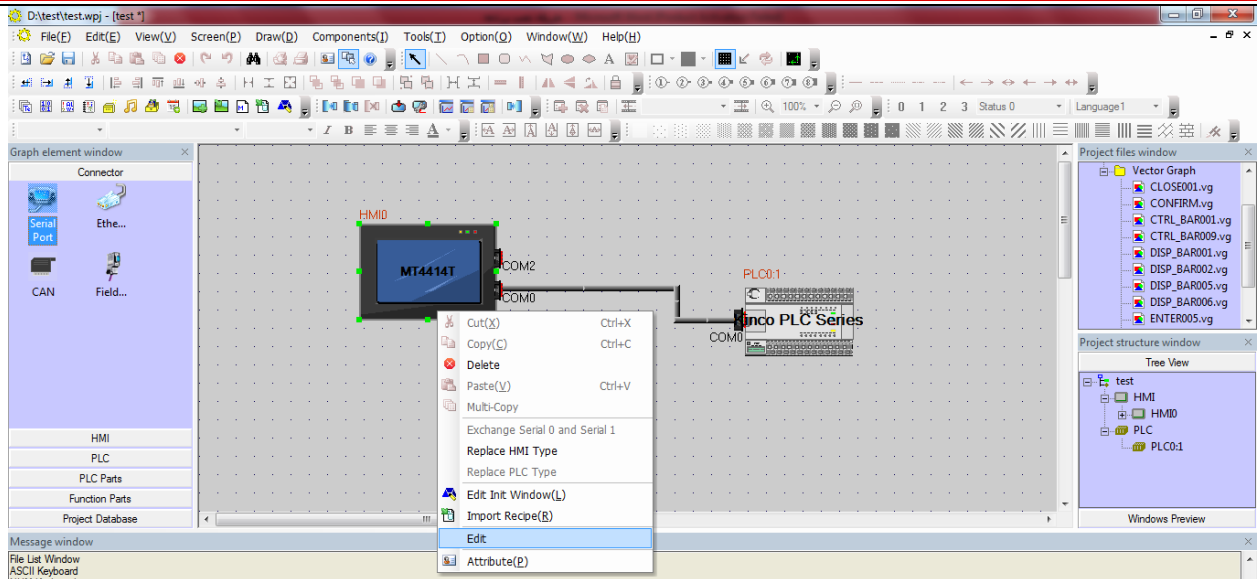 D:\test\test.wpj - [test *]
File(F) Edit(E) View(V) Screen(P) Draw(D) Components(I) Tools(T) Option(O) Window(W) Help(H)
100%
0 1 2 3 Status 0 Language1
Graph element window
Connector
Serial Port
Ethe...
CAN
Field...
HMI
PLC
PLC Parts
Function Parts
Project Database
HMI0
MT4414T
COM2
COM0
PLC0:1
Kinco PLC Series
COM0
Cut(X) Ctrl+X
Copy(C) Ctrl+C
Delete
Paste(V) Ctrl+V
Multi-Copy
Exchange Serial 0 and Serial 1
Replace HMI Type
Replace PLC Type
Edit Init Window(L)
Import Recipe(R)
Edit
Attribute(P)
Project files window
Vector Graph
CLOSE001.vg
CONFIRM.vg
CTRL_BAR001.vg
CTRL_BAR009.vg
DISP_BAR001.vg
DISP_BAR002.vg
DISP_BAR005.vg
DISP_BAR006.vg
ENTER005.vg
Project structure window
Tree View
test
HMI
HMI0
PLC
PLC0:1
Windows Preview
Message window
File List Window
ASCII Keyboard